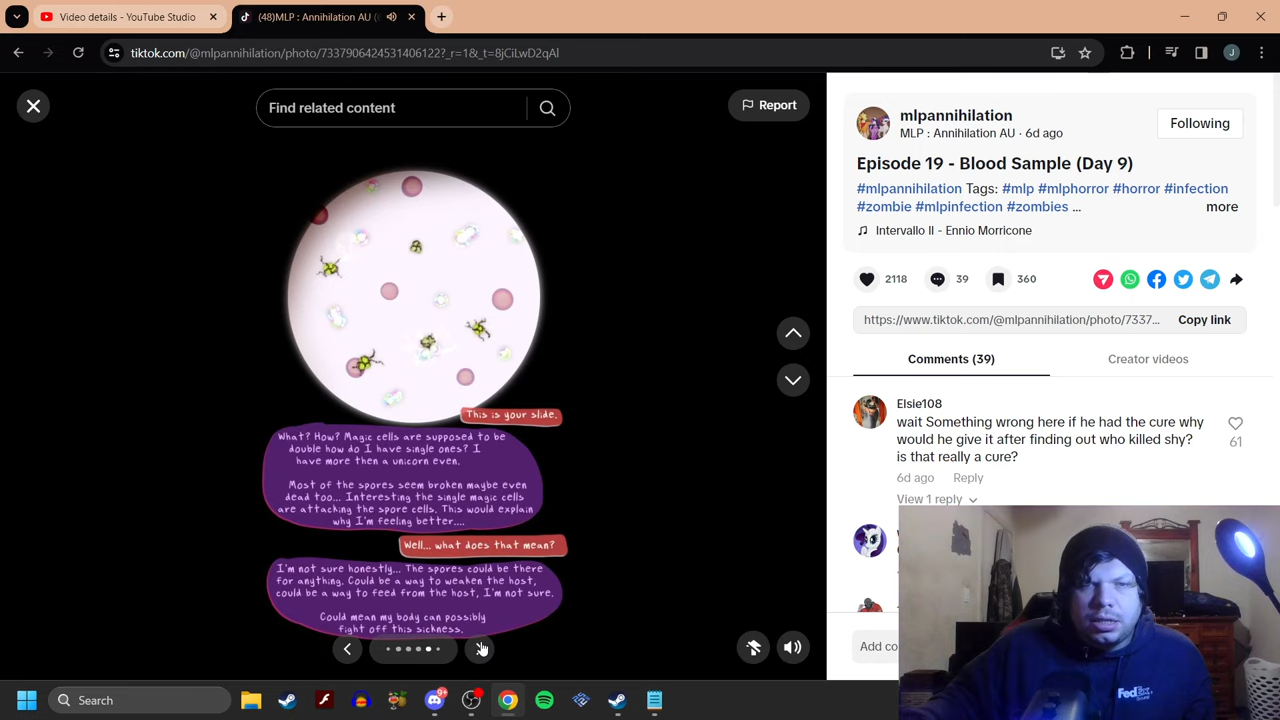 Video details - YouTube Studio
(48)MLP : Annihilation AU
tiktok.com/@mlpannihilation/photo/7337906424531406122?_r=1&_t=8jCiLwD2qAl
J
Find related content
Report
This is your slide.
What? How? Magic cells are supposed to be
double how do I have single ones? I
have more then a unicorn even.
Most of the spores seem broken maybe even
dead too... Interesting the single magic cells
are attacking the spore cells. This would explain
why I'm feeling better....
Well... what does that mean?
I'm not sure honestly... The spores could be there
for anything. Could be a way to weaken the host,
could be a way to feed from the host, I'm not sure.
Could mean my body can possibly
fight off this sickness.
mlpannihilation
MLP : Annihilation AU · 6d ago
Following
Episode 19 - Blood Sample (Day 9)
#mlpannihilation Tags: #mlp #mlphorror #horror #infection
#zombie #mlpinfection #zombies ...
more
Intervallo II - Ennio Morricone
2118
39
360
https://www.tiktok.com/@mlpannihilation/photo/7337...
Copy link
Comments (39)
Creator videos
Elsie108
wait Something wrong here if he had the cure why
would he give it after finding out who killed shy?
is that really a cure?
61
6d ago
Reply
View 1 reply
Add co
FedEx
Search
9+